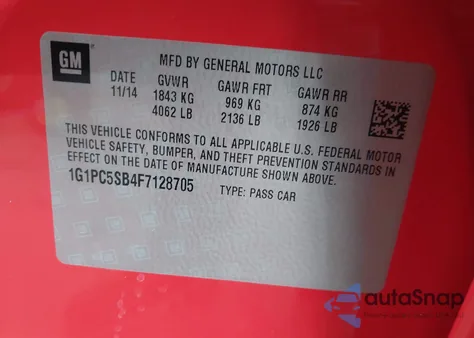 GM
MFD BY GENERAL MOTORS LLC
DATE GVWR GAWR FRT GAWR RR
11/14 1843 KG 969 KG 874 KG
4062 LB 2136 LB 1926 LB
THIS VEHICLE CONFORMS TO ALL APPLICABLE U.S. FEDERAL MOTOR
VEHICLE SAFETY, BUMPER, AND THEFT PREVENTION STANDARDS IN
EFFECT ON THE DATE OF MANUFACTURE SHOWN ABOVE.
1G1PC5SB4F7128705 TYPE: PASS CAR
autaSnap